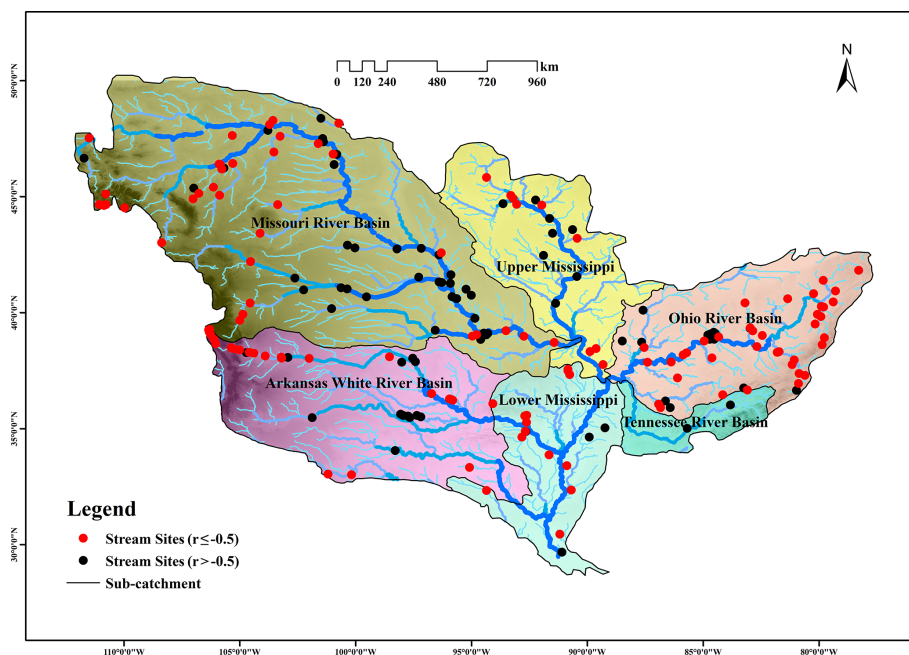 N
km
0 120 240 480 720 960
50°0'0"N
45°0'0"N
40°0'0"N
35°0'0"N
30°0'0"N
Missouri River Basin
Upper Mississippi
Ohio River Basin
Arkansas White River Basin
Lower Mississippi
Tennessee River Basin
Legend
Stream Sites (r≤-0.5)
Stream Sites (r>-0.5)
Sub-catchment
110°0'0"W 105°0'0"W 100°0'0"W 95°0'0"W 90°0'0"W 85°0'0"W 80°0'0"W